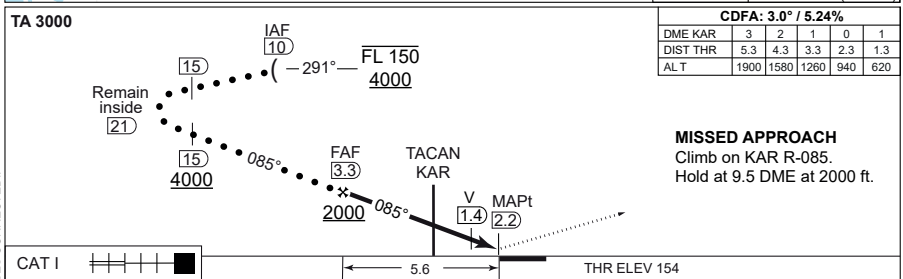 TA 3000
CDFA: 3.0° / 5.24%
DME KAR 3 2 1 0 1
DIST THR 5.3 4.3 3.3 2.3 1.3
ALT 1900 1580 1260 940 620
IAF
10
291°
FL 150
4000
15
Remain
inside
21
15
4000
085°
FAF
3.3
2000
085°
TACAN
KAR
V
1.4
MAPt
2.2
MISSED APPROACH
Climb on KAR R-085.
Hold at 9.5 DME at 2000 ft.
CAT I
5.6
THR ELEV 154